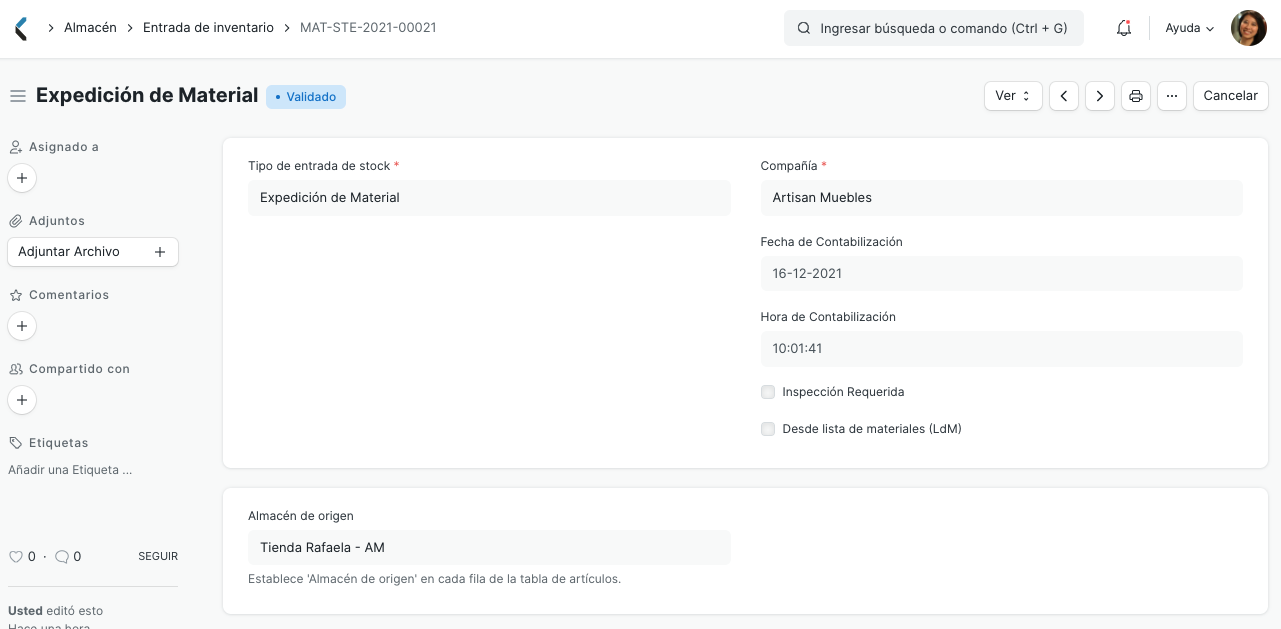 Almacén
Entrada de inventario
MAT-STE-2021-00021
Ingresar búsqueda o comando (Ctrl + G)
Ayuda
Expedición de Material
Validado
Ver
Cancelar
Asignado a
Adjuntos
Adjuntar Archivo
Comentarios
Compartido con
Etiquetas
Añadir una Etiqueta ...
0 · 0
SEGUIR
Usted editó esto
Hace una hora
Tipo de entrada de stock *
Expedición de Material
Compañía *
Artisan Muebles
Fecha de Contabilización
16-12-2021
Hora de Contabilización
10:01:41
Inspección Requerida
Desde lista de materiales (LdM)
Almacén de origen
Tienda Rafaela - AM
Establece 'Almacén de origen' en cada fila de la tabla de artículos.